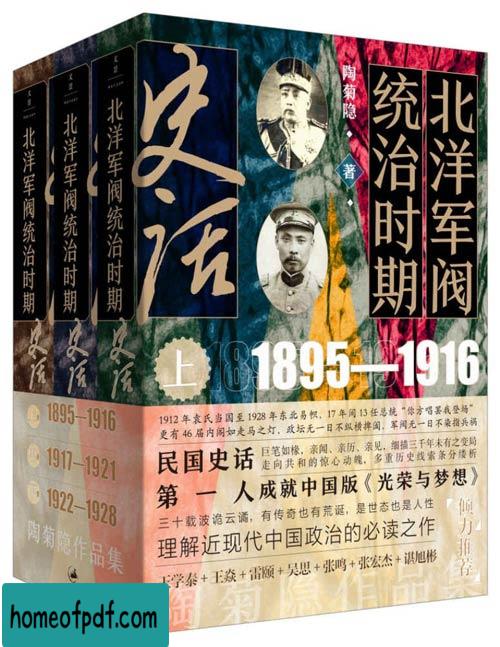 北洋军阀
统治时期
史话
陶菊隐·著
上
1895—1916
1912年袁氏当国至1928年东北易帜，17年间13任总统“你方唱罢我登场”
更有46届内阁如走马之灯，政坛无一日不纵横捭阖，军阀无一日不染指兵祸
民国史话
巨笔如椽，亲闻、亲历、亲见，细描三千年未有之变局
走向共和的惊心动魄，多重历史线索条分缕析
第一人成就中国版《光荣与梦想》
三十载波诡云谲，有传奇也有荒诞，是世态也是人性
理解近现代中国政治的必读之作
王学泰+王焱+雷颐+吴思+张鸣+张宏杰+谌旭彬
倾力推荐
陶菊隐作品集
北洋军阀统治时期
史话
上
1895—1916
北洋军阀统治时期
史话
1917—1921
北洋军阀统治时期
史话
1922—1928
陶菊隐作品集
homeofpdf.com